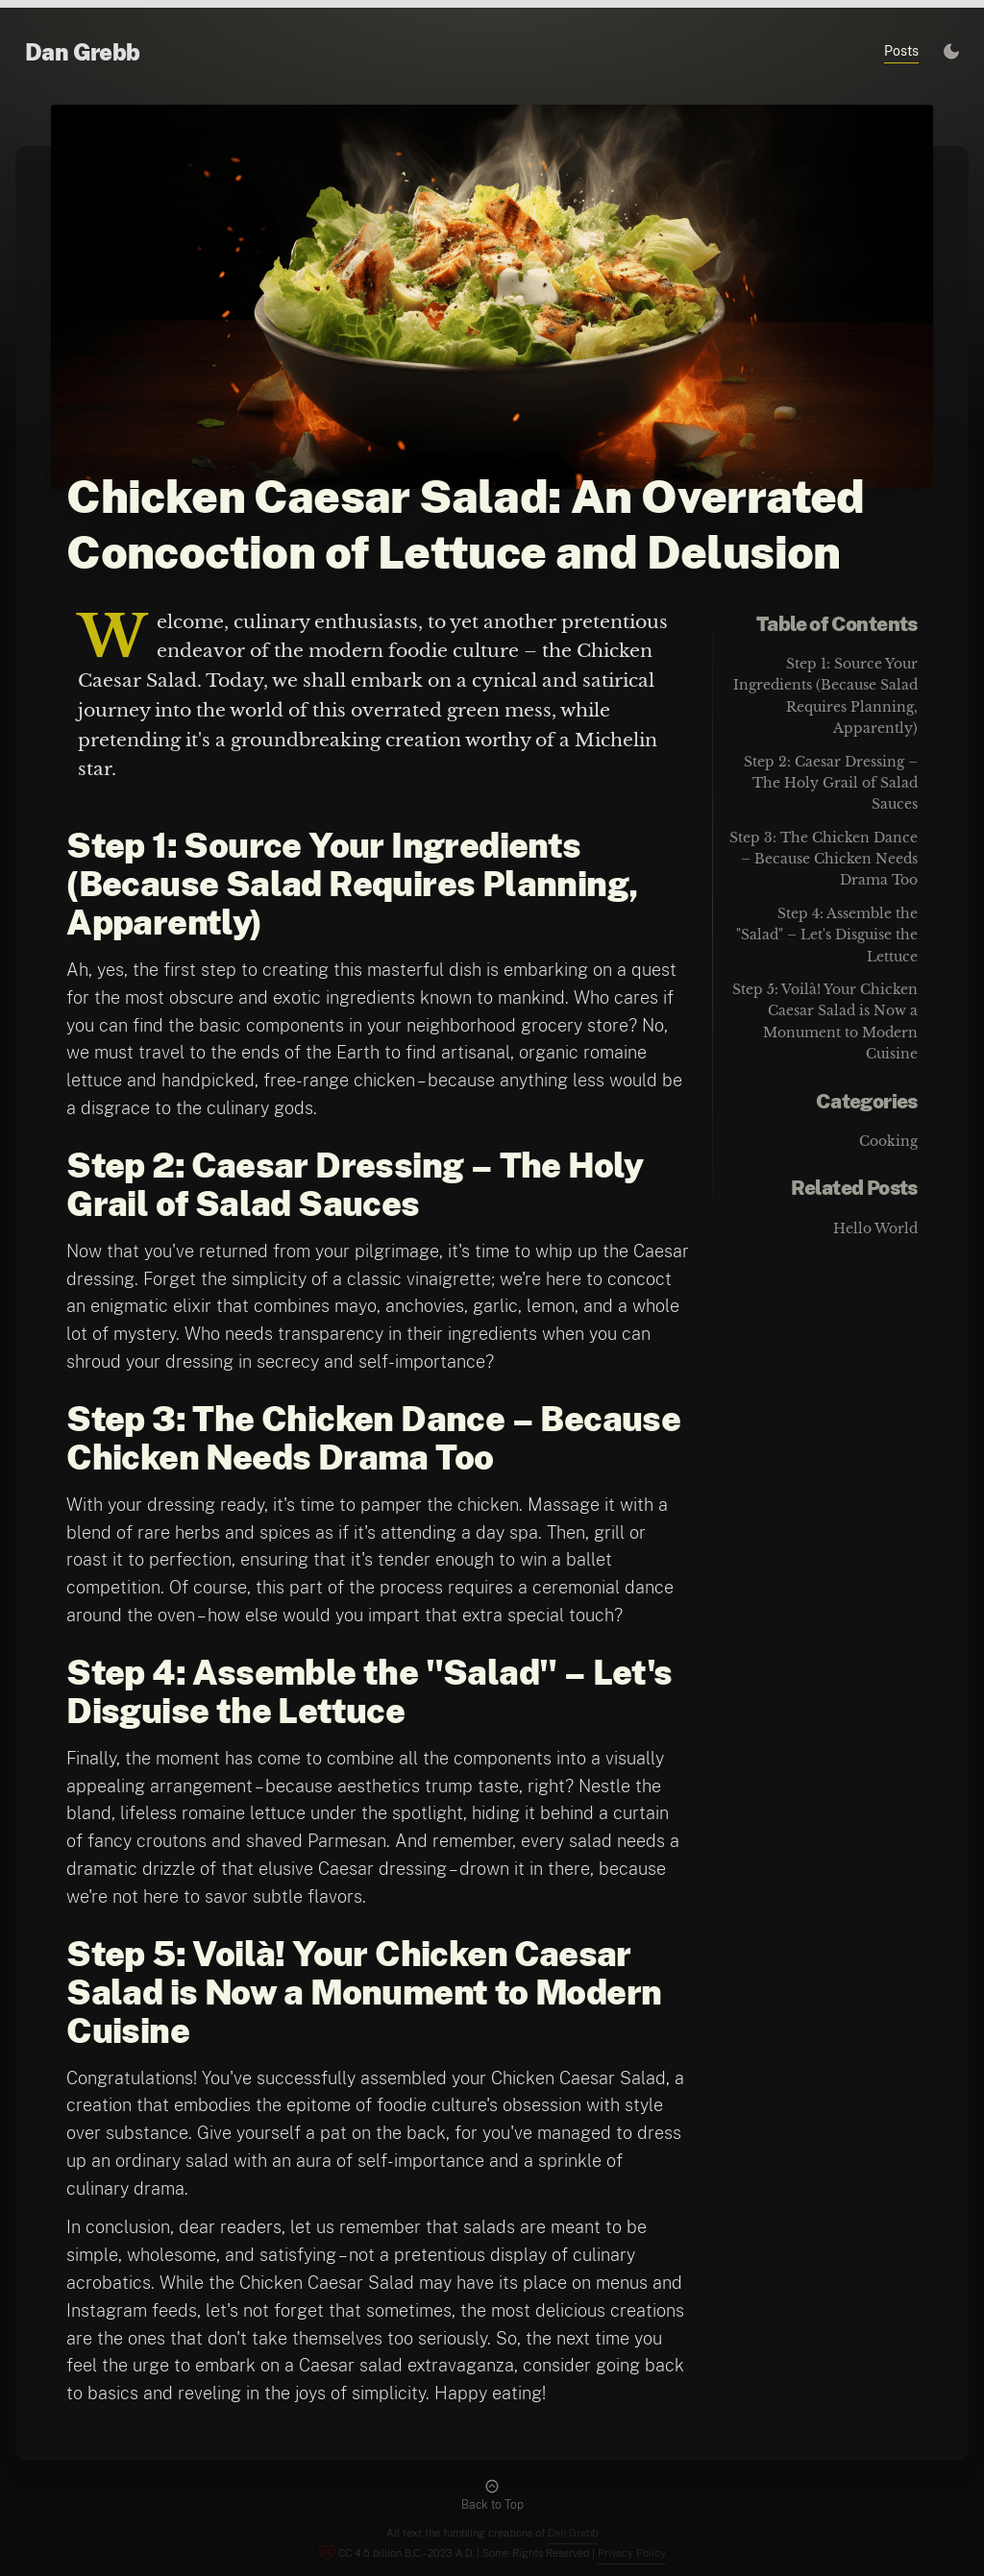 Dan Grebb
Posts
Chicken Caesar Salad: An Overrated
Concoction of Lettuce and Delusion
Welcome, culinary enthusiasts, to yet another pretentious
endeavor of the modern foodie culture – the Chicken
Caesar Salad. Today, we shall embark on a cynical and satirical
journey into the world of this overrated green mess, while
pretending it's a groundbreaking creation worthy of a Michelin
star.
Step 1: Source Your Ingredients
(Because Salad Requires Planning,
Apparently)
Ah, yes, the first step to creating this masterful dish is embarking on a quest
for the most obscure and exotic ingredients known to mankind. Who cares if
you can find the basic components in your neighborhood grocery store? No,
we must travel to the ends of the Earth to find artisanal, organic romaine
lettuce and handpicked, free-range chicken–because anything less would be
a disgrace to the culinary gods.
Step 2: Caesar Dressing – The Holy
Grail of Salad Sauces
Now that you've returned from your pilgrimage, it's time to whip up the Caesar
dressing. Forget the simplicity of a classic vinaigrette; we're here to concoct
an enigmatic elixir that combines mayo, anchovies, garlic, lemon, and a whole
lot of mystery. Who needs transparency in their ingredients when you can
shroud your dressing in secrecy and self-importance?
Step 3: The Chicken Dance – Because
Chicken Needs Drama Too
With your dressing ready, it's time to pamper the chicken. Massage it with a
blend of rare herbs and spices as if it's attending a day spa. Then, grill or
roast it to perfection, ensuring that it's tender enough to win a ballet
competition. Of course, this part of the process requires a ceremonial dance
around the oven–how else would you impart that extra special touch?
Step 4: Assemble the "Salad" – Let's
Disguise the Lettuce
Finally, the moment has come to combine all the components into a visually
appealing arrangement–because aesthetics trump taste, right? Nestle the
bland, lifeless romaine lettuce under the spotlight, hiding it behind a curtain
of fancy croutons and shaved Parmesan. And remember, every salad needs a
dramatic drizzle of that elusive Caesar dressing–drown it in there, because
we're not here to savor subtle flavors.
Step 5: Voilà! Your Chicken Caesar
Salad is Now a Monument to Modern
Cuisine
Congratulations! You've successfully assembled your Chicken Caesar Salad, a
creation that embodies the epitome of foodie culture's obsession with style
over substance. Give yourself a pat on the back, for you've managed to dress
up an ordinary salad with an aura of self-importance and a sprinkle of
culinary drama.
In conclusion, dear readers, let us remember that salads are meant to be
simple, wholesome, and satisfying–not a pretentious display of culinary
acrobatics. While the Chicken Caesar Salad may have its place on menus and
Instagram feeds, let's not forget that sometimes, the most delicious creations
are the ones that don't take themselves too seriously. So, the next time you
feel the urge to embark on a Caesar salad extravaganza, consider going back
to basics and reveling in the joys of simplicity. Happy eating!
Table of Contents
Step 1: Source Your
Ingredients (Because Salad
Requires Planning,
Apparently)
Step 2: Caesar Dressing –
The Holy Grail of Salad
Sauces
Step 3: The Chicken Dance
– Because Chicken Needs
Drama Too
Step 4: Assemble the
"Salad" – Let's Disguise the
Lettuce
Step 5: Voilà! Your Chicken
Caesar Salad is Now a
Monument to Modern
Cuisine
Categories
Cooking
Related Posts
Hello World
Back to Top
All text the fumbling creations of Dan Grebb
CC 4.5 billion B.C.–2023 A.D. | Some Rights Reserved | Privacy Policy